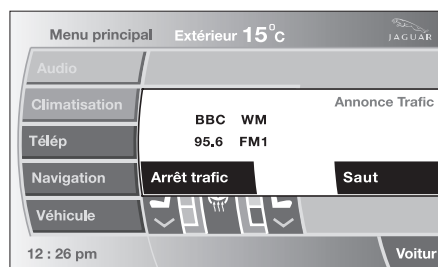 Menu principal Extérieur 15°c JAGUAR
Audio
Climatisation
Annonce Trafic
BBC WM
Télép
95.6 FM1
Navigation
Arrêt trafic Saut
Véhicule
12 : 26 pm
Voitur